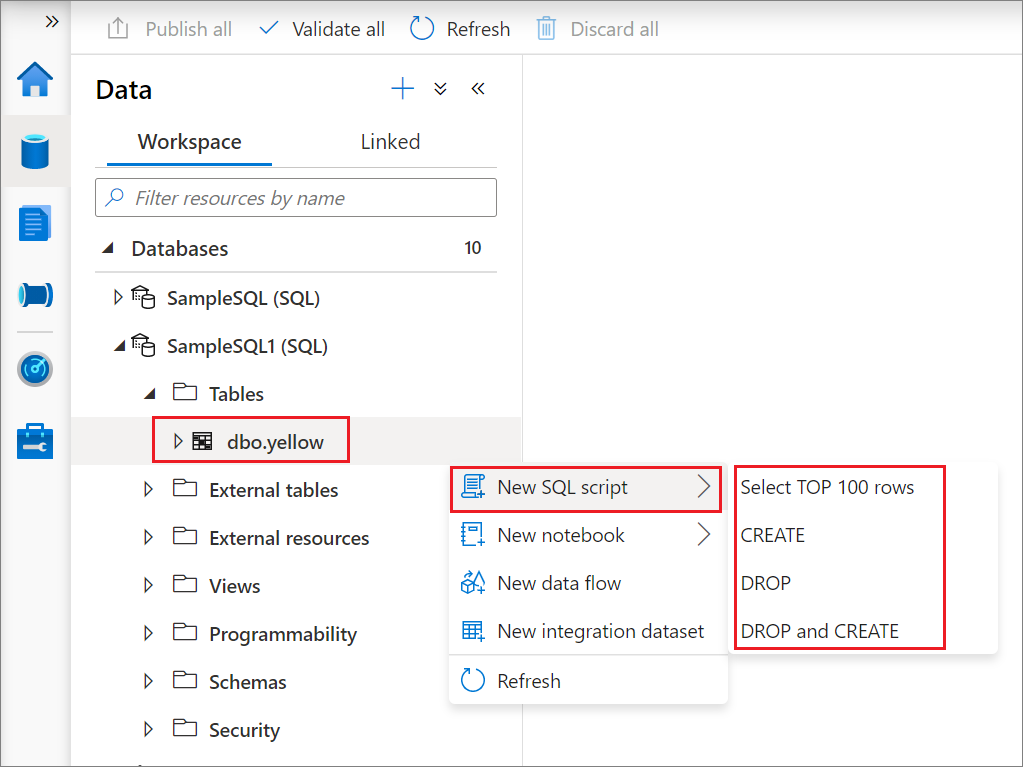 Publish all Validate all Refresh Discard all
Data
Workspace Linked
Filter resources by name
Databases 10
SampleSQL (SQL)
SampleSQL1 (SQL)
Tables
dbo.yellow
External tables
External resources
Views
Programmability
Schemas
Security
New SQL script
New notebook
New data flow
New integration dataset
Refresh
Select TOP 100 rows
CREATE
DROP
DROP and CREATE